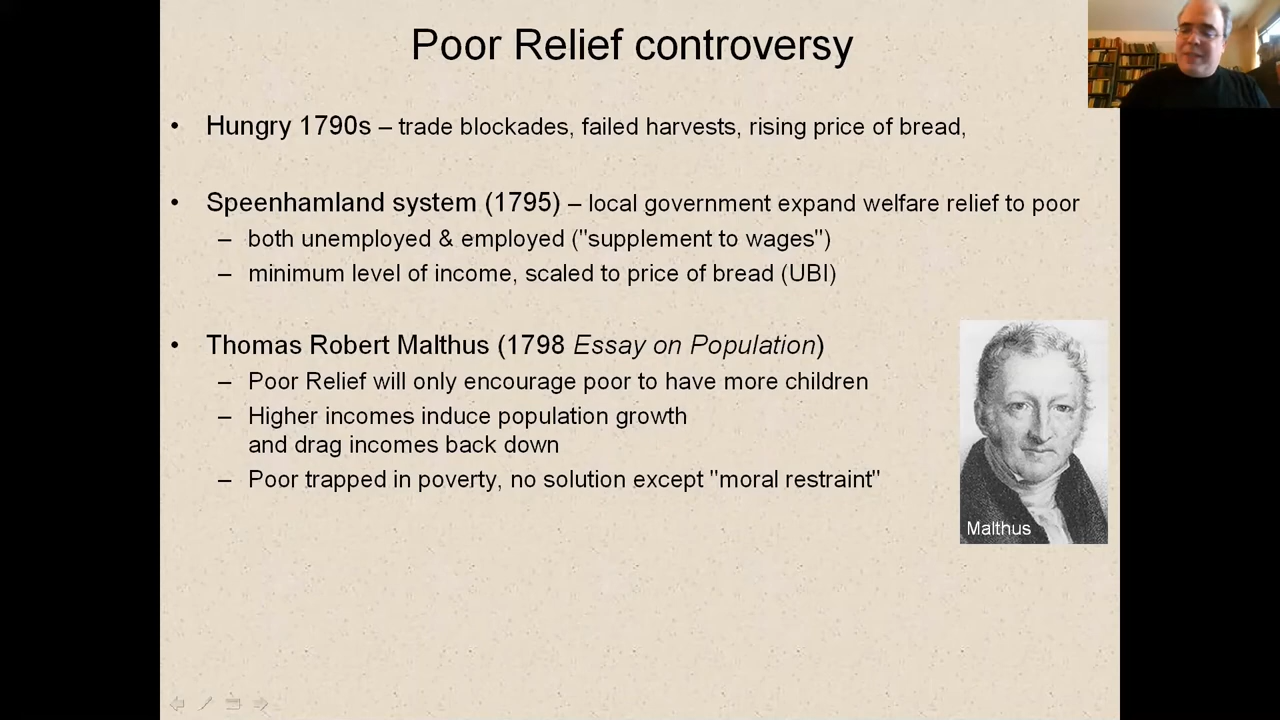 Poor Relief controversy
• Hungry 1790s – trade blockades, failed harvests, rising price of bread,
• Speenhamland system (1795) – local government expand welfare relief to poor
– both unemployed & employed ("supplement to wages")
– minimum level of income, scaled to price of bread (UBI)
• Thomas Robert Malthus (1798 Essay on Population)
– Poor Relief will only encourage poor to have more children
– Higher incomes induce population growth
and drag incomes back down
– Poor trapped in poverty, no solution except "moral restraint"
Malthus